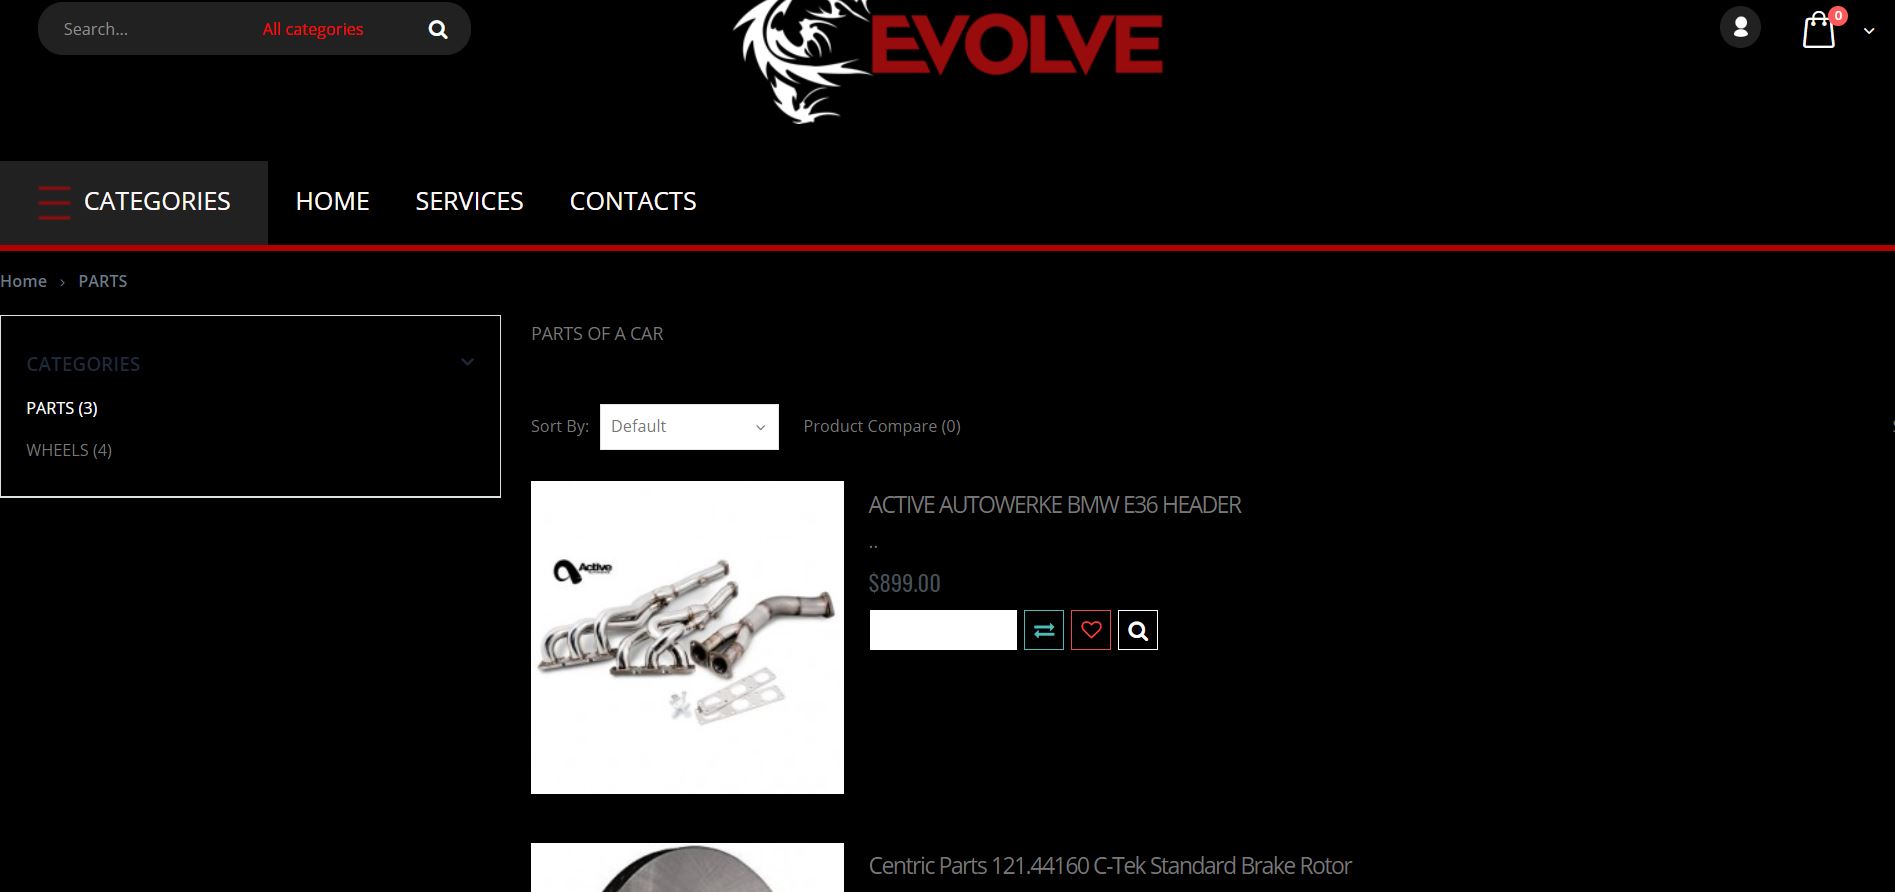 Search... All categories
EVOLVE
0
CATEGORIES HOME SERVICES CONTACTS
Home › PARTS
CATEGORIES
PARTS (3)
WHEELS (4)
PARTS OF A CAR
Sort By: Default Product Compare (0)
Active
ACTIVE AUTOWERKE BMW E36 HEADER
..
$899.00
Centric Parts 121.44160 C-Tek Standard Brake Rotor